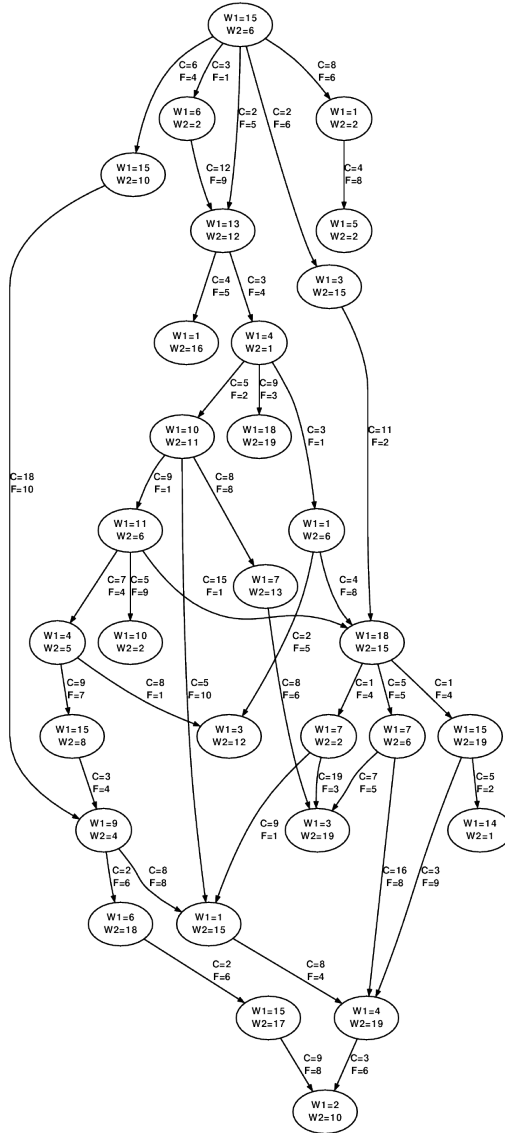 W1=15
W2=6
C=6
F=4
C=3
F=1
C=2
F=5
C=2
F=6
C=8
F=6
W1=6
W2=2
W1=1
W2=2
W1=15
W2=10
C=12
F=9
C=4
F=8
W1=13
W2=12
W1=5
W2=2
C=4
F=5
C=3
F=4
W1=3
W2=15
W1=1
W2=16
W1=4
W2=1
C=5
F=2
C=9
F=3
C=3
F=1
C=11
F=2
W1=10
W2=11
W1=18
W2=19
C=18
F=10
C=9
F=1
C=8
F=8
W1=11
W2=6
W1=1
W2=6
W1=7
W2=13
C=7
F=4
C=5
F=9
C=15
F=1
C=4
F=8
W1=4
W2=5
W1=10
W2=2
C=2
F=5
W1=18
W2=15
C=9
F=7
C=8
F=1
C=5
F=10
C=8
F=6
C=1
F=4
C=5
F=5
C=1
F=4
W1=15
W2=8
W1=3
W2=12
W1=7
W2=2
W1=7
W2=6
W1=15
W2=19
C=3
F=4
C=19
F=3
C=7
F=5
C=5
F=2
W1=9
W2=4
C=9
F=1
W1=3
W2=19
W1=14
W2=1
C=2
F=6
C=8
F=8
C=16
F=8
C=3
F=9
W1=6
W2=18
W1=1
W2=15
C=2
F=6
C=8
F=4
W1=15
W2=17
W1=4
W2=19
C=9
F=8
C=3
F=6
W1=2
W2=10